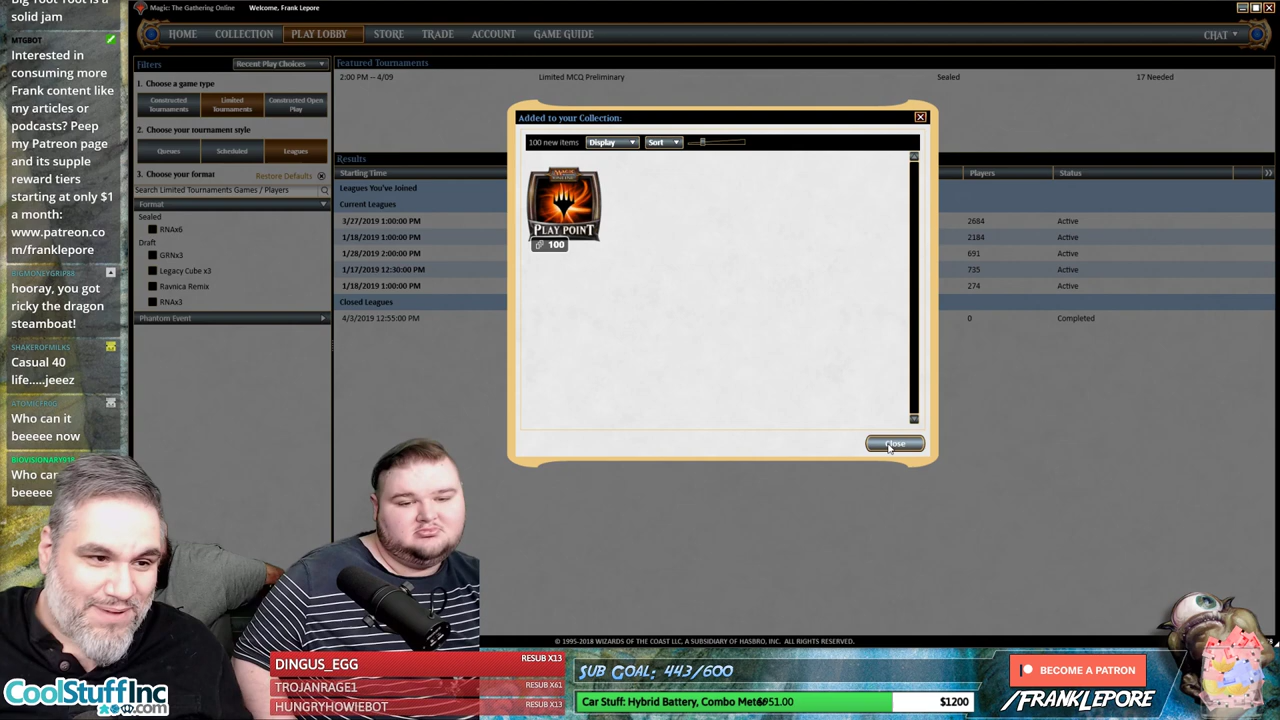 Big Foot Foot is a
solid jam
MTGBOT
Interested in
consuming more
Frank content like
my articles or
podcasts? Peep
my Patreon page
and its supple
reward tiers
starting at only $1
a month:
www.patreon.co
m/franklepore
BIGMONEYGRIP88
hooray, you got
ricky the dragon
steamboat!
SHAKEROFMILKS
Casual 40
life.....jeeez
ATOMICFROG
Who can it
beeeee now
Who can
beeeee
Magic: The Gathering Online
Welcome, Frank Lepore
HOME
COLLECTION
PLAY LOBBY
STORE
TRADE
ACCOUNT
GAME GUIDE
CHAT
Filters
Recent Play Choices
1. Choose a game type
Constructed Tournaments
Limited Tournaments
Constructed Open Play
2. Choose your tournament style
Queues
Scheduled
Leagues
3. Choose your format
Restore Defaults
Search Limited Tournaments Games / Players
Format
Sealed
RNAx6
Draft
GRNx3
Legacy Cube x3
Ravnica Remix
RNAx3
Phantom Event
Featured Tournaments
2:00 PM -- 4/09
Limited MCQ Preliminary
Sealed
17 Needed
Results
Starting Time
Players
Status
Leagues You've Joined
Current Leagues
3/27/2019 1:00:00 PM
2684
Active
1/18/2019 1:00:00 PM
2184
Active
1/28/2019 2:00:00 PM
691
Active
1/17/2019 12:30:00 PM
735
Active
1/18/2019 1:00:00 PM
274
Active
Closed Leagues
4/3/2019 12:55:00 PM
0
Completed
Added to your Collection:
100 new items
Display
Sort
PLAY POINT
100
Close
© 1995-2018 WIZARDS OF THE COAST LLC, A SUBSIDIARY OF HASBRO, INC. ALL RIGHTS RESERVED.
DINGUS_EGG
RESUB X13
TROJANRAGE1
RESUB X61
HUNGRYHOWIEBOT
RESUB X13
SUB GOAL: 443/600
Car Stuff: Hybrid Battery, Combo Mete
951.00
$1200
BECOME A PATRON
/FRANKLEPORE
CoolStuffInc
.com